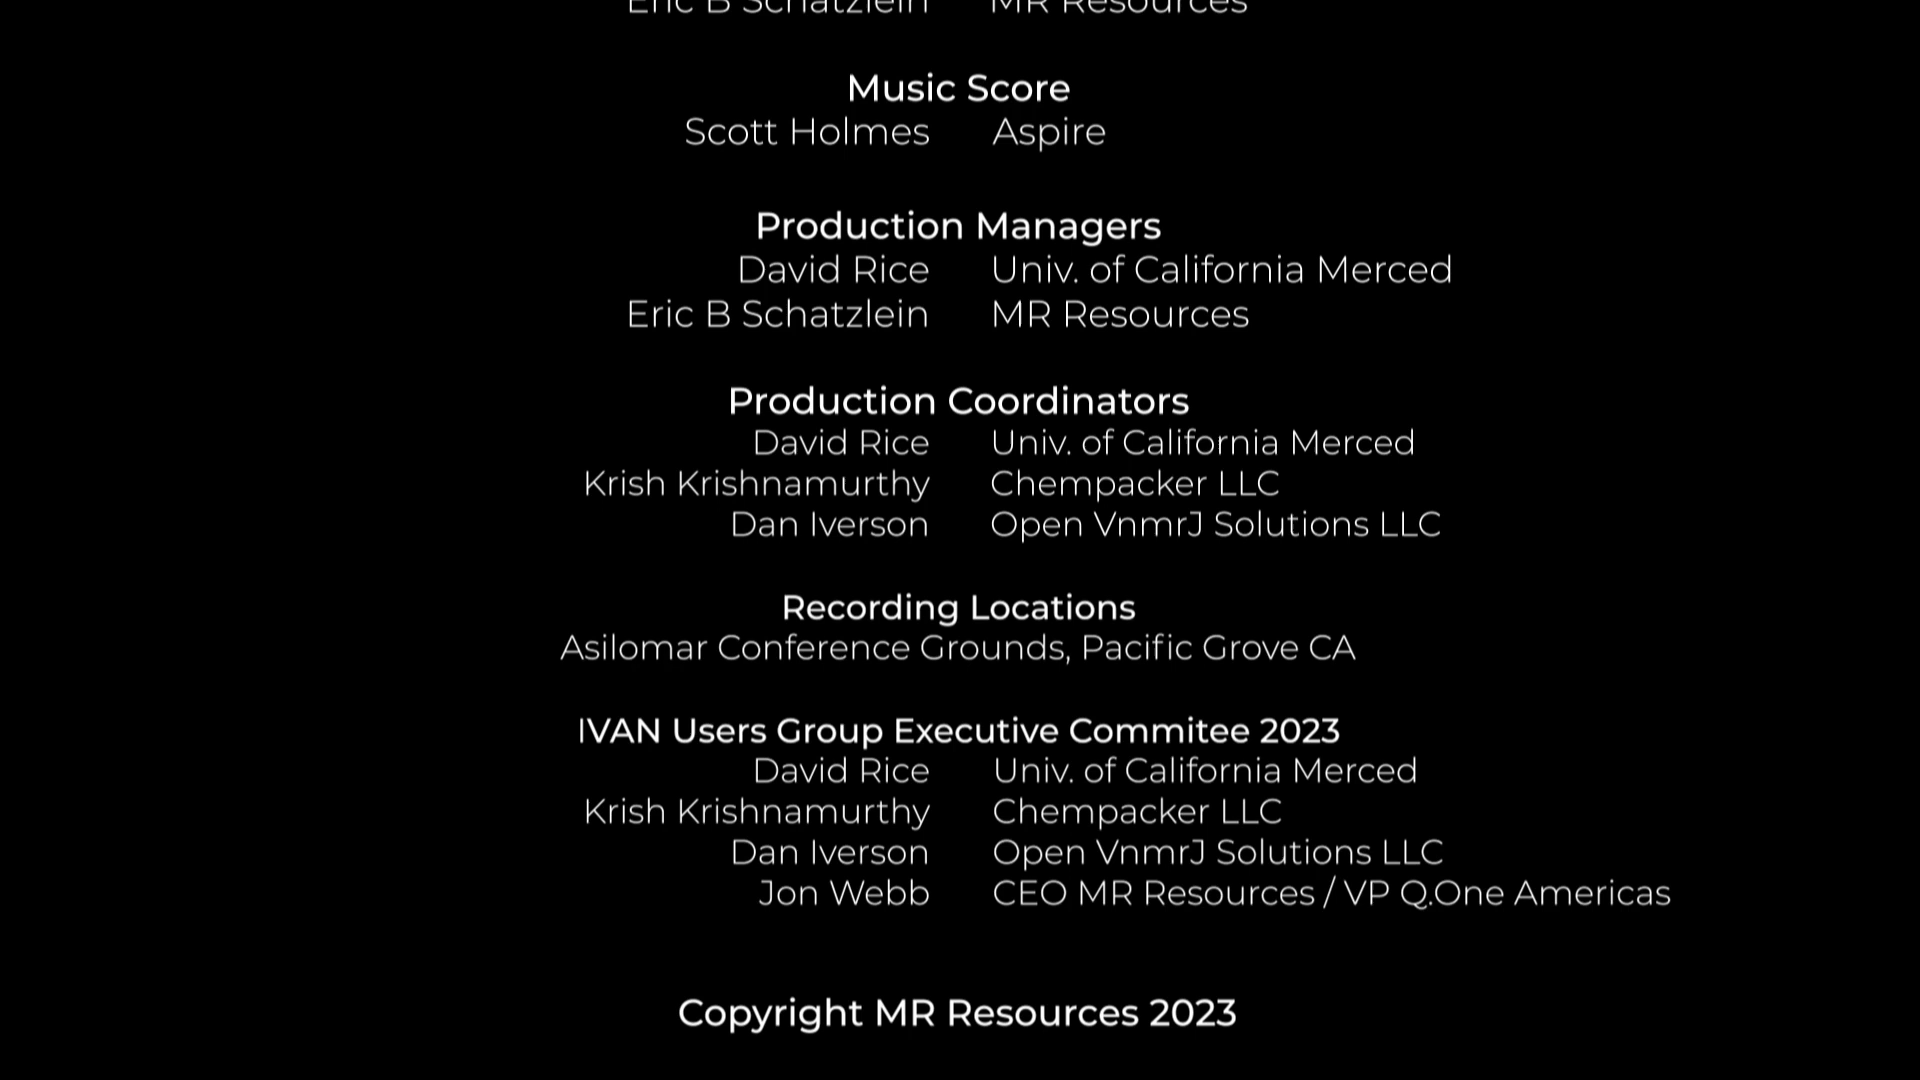 Eric B Schatzlein MR Resources
Music Score
Scott Holmes Aspire
Production Managers
David Rice Univ. of California Merced
Eric B Schatzlein MR Resources
Production Coordinators
David Rice Univ. of California Merced
Krish Krishnamurthy Chempacker LLC
Dan Iverson Open VnmrJ Solutions LLC
Recording Locations
Asilomar Conference Grounds, Pacific Grove CA
IVAN Users Group Executive Commitee 2023
David Rice Univ. of California Merced
Krish Krishnamurthy Chempacker LLC
Dan Iverson Open VnmrJ Solutions LLC
Jon Webb CEO MR Resources / VP Q.One Americas
Copyright MR Resources 2023